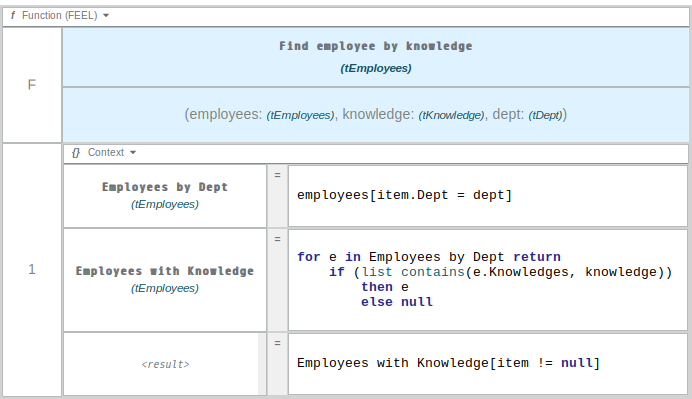 f Function (FEEL)
F
Find employee by knowledge
(tEmployees)
(employees: (tEmployees), knowledge: (tKnowledge), dept: (tDept))
1
{} Context
Employees by Dept
(tEmployees)
=
employees[item.Dept = dept]
Employees with Knowledge
(tEmployees)
=
for e in Employees by Dept return
if (list contains(e.Knowledges, knowledge))
then e
else null
<result>
=
Employees with Knowledge[item != null]